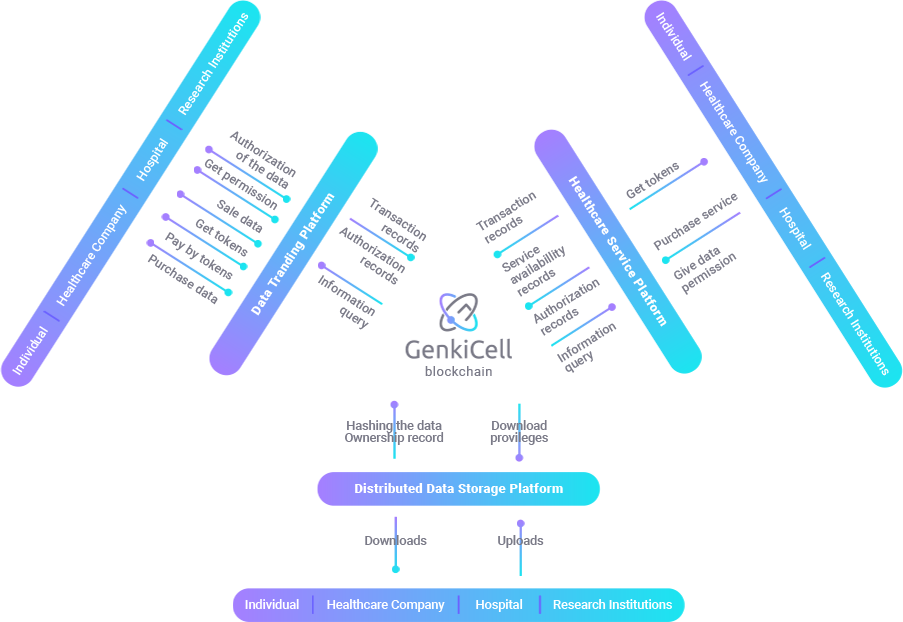 Research Institutions
Hospital
Healthcare Company
Individual
Authorization
of the data
Get permission
Sale data
Get tokens
Pay by tokens
Purchase data
Data Tranding Platform
Transaction
records
Authorization
records
Information
query
GenkiCell
blockchain
Transaction
records
Service
availabillity
records
Authorization
records
Information
query
Healthcare Service Platform
Get tokens
Purchase service
Give data
permission
Individual
Healthcare Company
Hospital
Research Institutions
Hashing the data
Ownership record
Download
provileges
Distributed Data Storage Platform
Downloads
Uploads
Individual
Healthcare Company
Hospital
Research Institutions